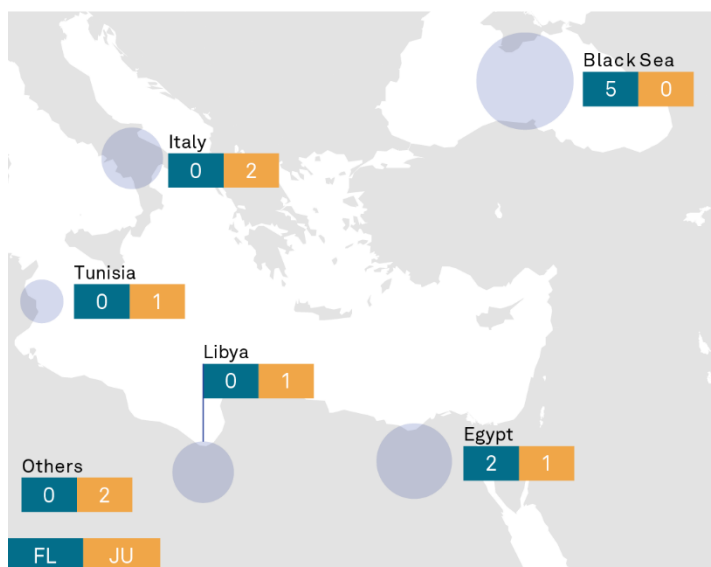 Black Sea
5 0
Italy
0 2
Tunisia
0 1
Libya
0 1
Egypt
2 1
Others
0 2
FL JU